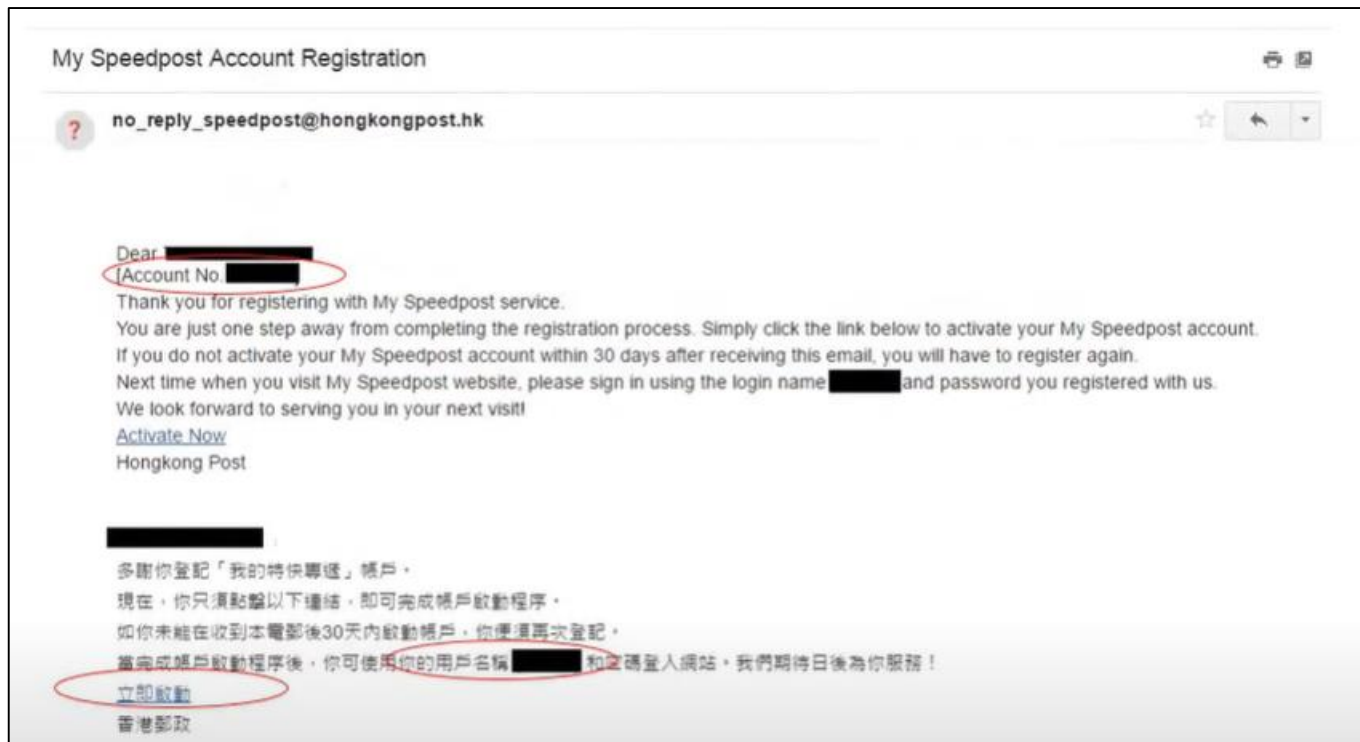 My Speedpost Account Registration
no_reply_speedpost@hongkongpost.hk
Dear
[Account No.
Thank you for registering with My Speedpost service.
You are just one step away from completing the registration process. Simply click the link below to activate your My Speedpost account.
If you do not activate your My Speedpost account within 30 days after receiving this email, you will have to register again.
Next time when you visit My Speedpost website, please sign in using the login name and password you registered with us.
We look forward to serving you in your next visit!
Activate Now
Hongkong Post
多謝你登記「我的特快專遞」帳戶。
現在，你只須點擊以下連結，即可完成帳戶啟動程序。
如你未能在收到本電郵後30天內啟動帳戶，你便須再次登記。
當完成帳戶啟動程序後，你可使用你的用戶名稱 和密碼登入網站。我們期待日後為你服務！
立即啟動
香港郵政